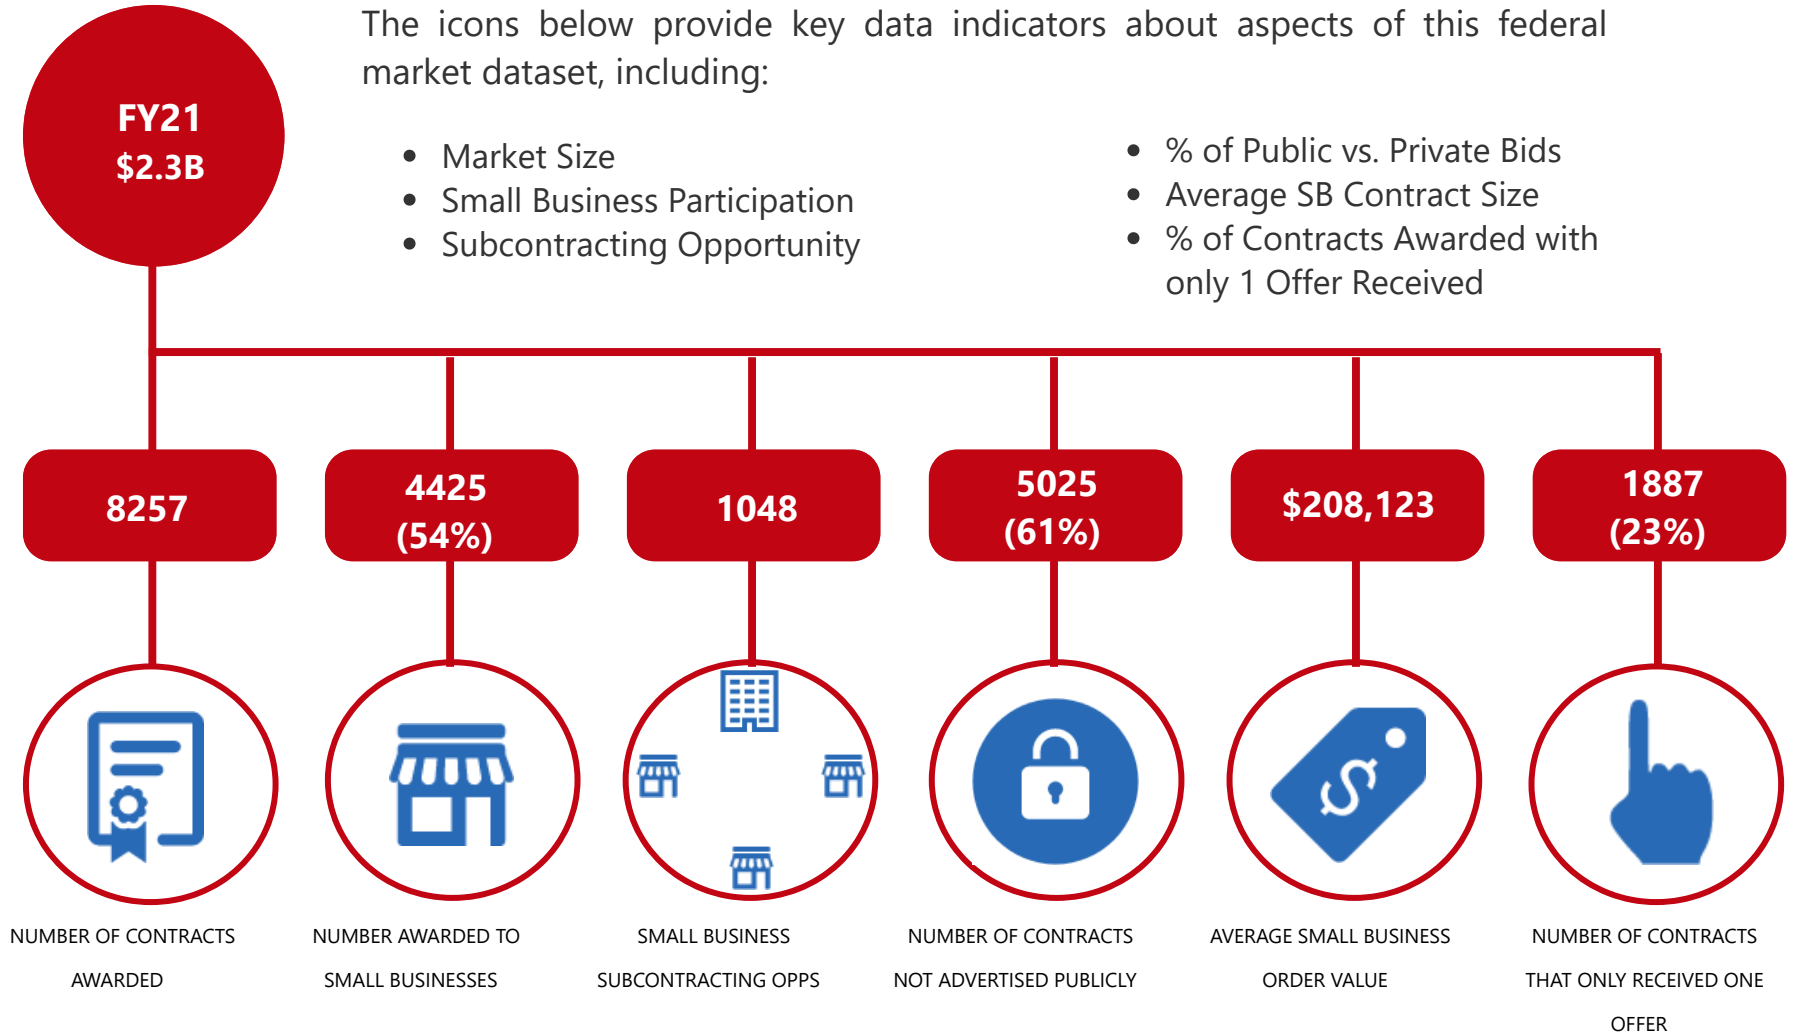 The icons below provide key data indicators about aspects of this federal
market dataset, including:
FY21
$2.3B
• Market Size
• Small Business Participation
• Subcontracting Opportunity
• % of Public vs. Private Bids
• Average SB Contract Size
• % of Contracts Awarded with
only 1 Offer Received
8257
4425
(54%)
1048
5025
(61%)
$208,123
1887
(23%)
$
NUMBER OF CONTRACTS
AWARDED
NUMBER AWARDED TO
SMALL BUSINESSES
SMALL BUSINESS
SUBCONTRACTING OPPS
NUMBER OF CONTRACTS
NOT ADVERTISED PUBLICLY
AVERAGE SMALL BUSINESS
ORDER VALUE
NUMBER OF CONTRACTS
THAT ONLY RECEIVED ONE
OFFER